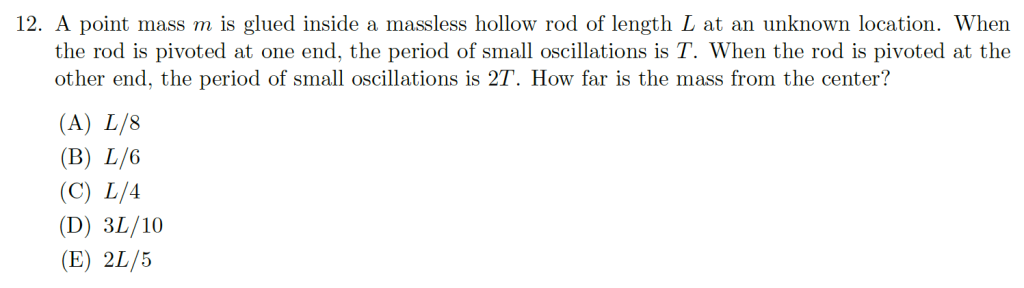 12. A point mass m is glued inside a massless hollow rod of length L at an unknown location. When
the rod is pivoted at one end, the period of small oscillations is T. When the rod is pivoted at the
other end, the period of small oscillations is 2T. How far is the mass from the center?
(A) L/8
(B) L/6
(C) L/4
(D) 3L/10
(E) 2L/5